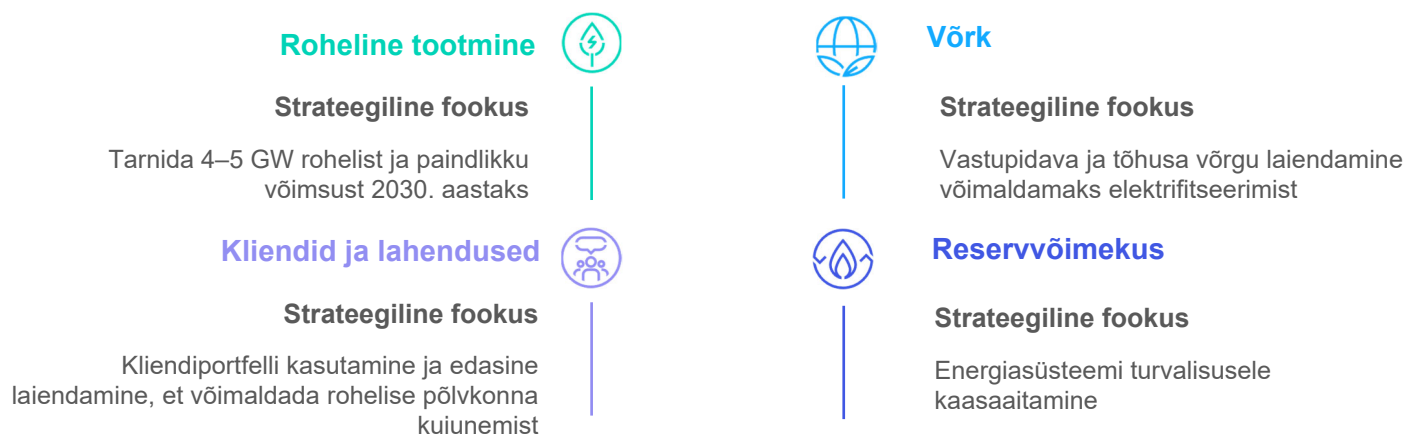 Roheline tootmine
Strateegiline fookus
Tarnida 4–5 GW rohelist ja paindlikku
võimsust 2030. aastaks
Võrk
Strateegiline fookus
Vastupidava ja tõhusa võrgu laiendamine
võimaldamaks elektrifitseerimist
Kliendid ja lahendused
Strateegiline fookus
Kliendiportfelli kasutamine ja edasine
laiendamine, et võimaldada rohelise põlvkonna
kujunemist
Reservvõimekus
Strateegiline fookus
Energiasüsteemi turvalisusele
kaasaaitamine